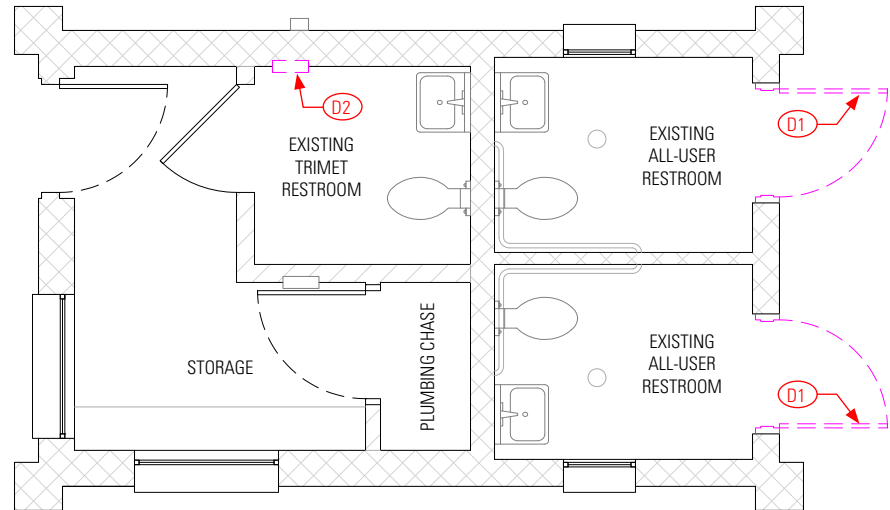 D2
EXISTING
TRIMET
RESTROOM
EXISTING
ALL-USER
RESTROOM
D1
STORAGE
PLUMBING CHASE
EXISTING
ALL-USER
RESTROOM
D1